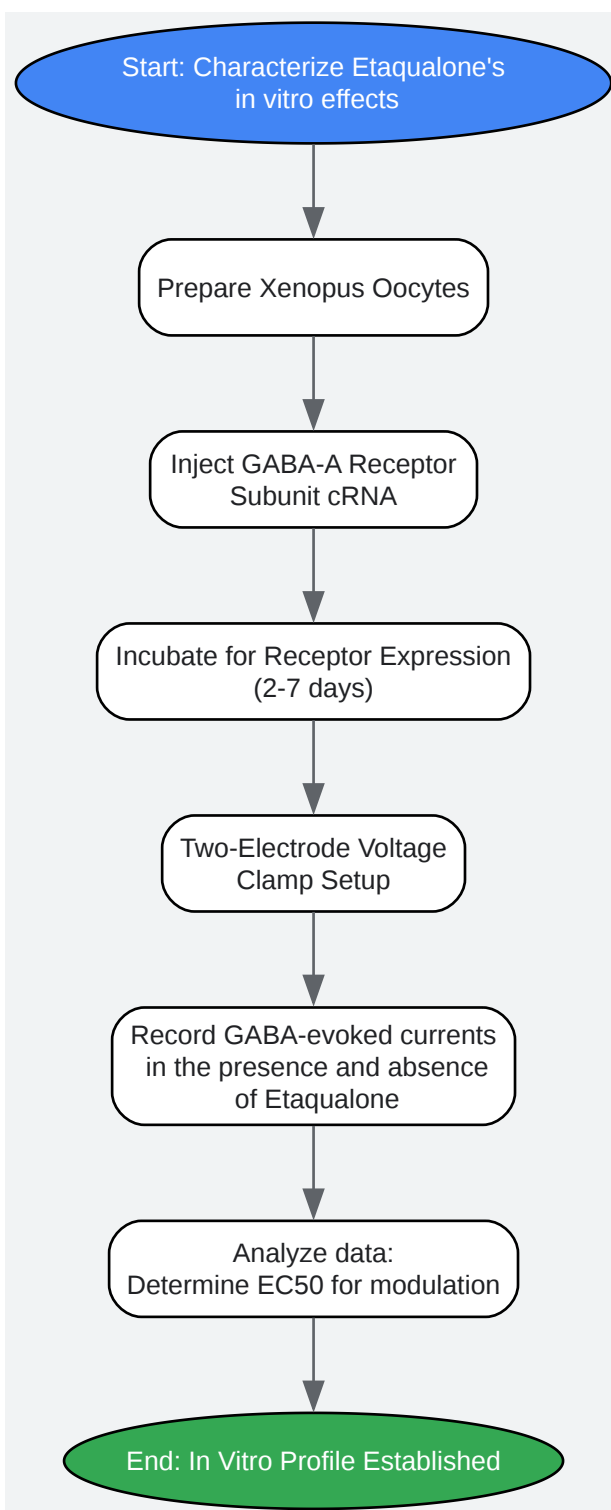 Start: Characterize Etaqualone's
in vitro effects
Prepare Xenopus Oocytes
Inject GABA-A Receptor
Subunit cRNA
Incubate for Receptor Expression
(2-7 days)
Two-Electrode Voltage
Clamp Setup
Record GABA-evoked currents
in the presence and absence
of Etaqualone
Analyze data:
Determine EC50 for modulation
End: In Vitro Profile Established